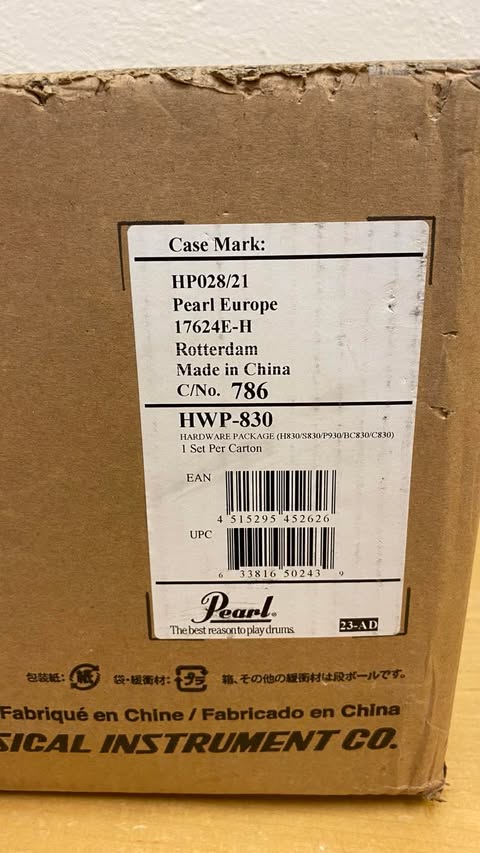 Case Mark:
HP028/21
Pearl Europe
17624E-H
Rotterdam
Made in China
C/No. 786
HWP-830
HARDWARE PACKAGE (H830/S830/P930/BC830/C830)
1 Set Per Carton
EAN
4 515295 452626
UPC
6 33816 50243 9
Pearl®
The best reason to play drums.
23-AD
包装紙: 紙 袋・緩衝材: プラ 箱、その他の緩衝材は段ボールです。
Fabriqué en Chine / Fabricado en China
SICAL INSTRUMENT CO.